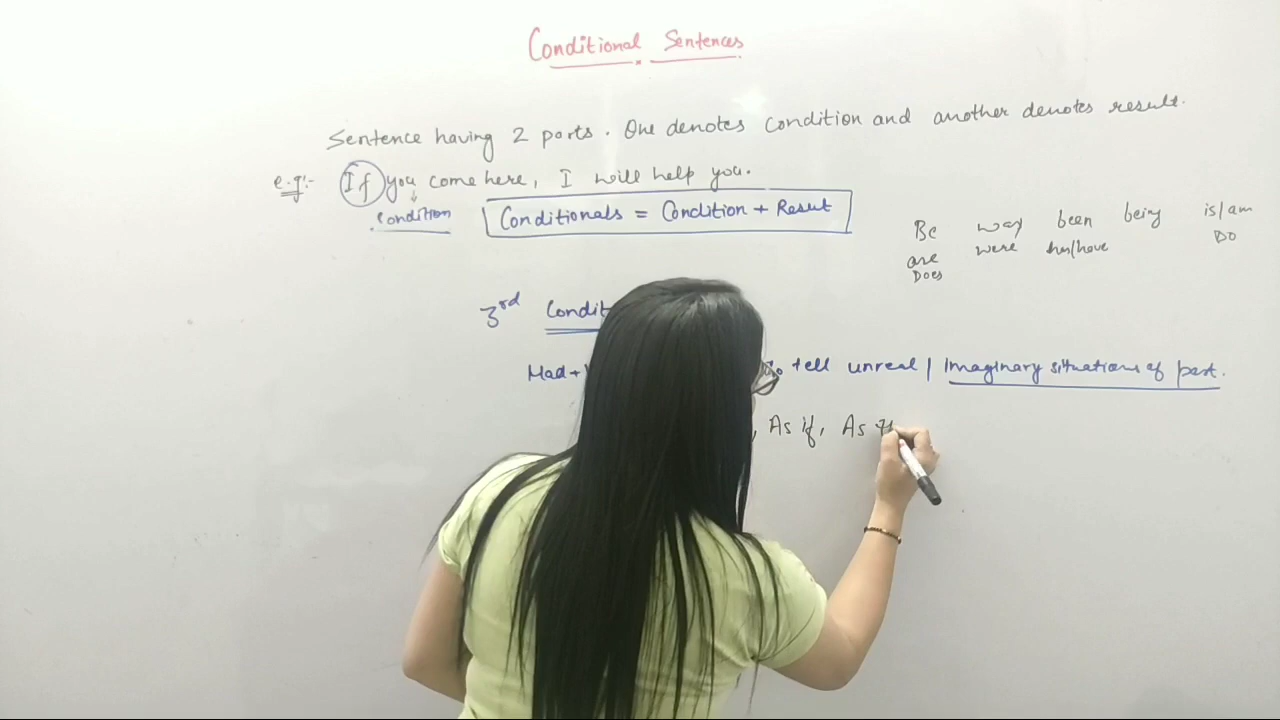 Conditional Sentences
Sentence having 2 parts. One denotes condition and another denotes result.
e.g:- If you come here, I will help you.
Condition
Conditionals = Condition + Result
Be way been being is/am
are were has/have DO
Does
3rd Condit
Had+ to tell unreal / Imaginary situations of past.
, As if, As